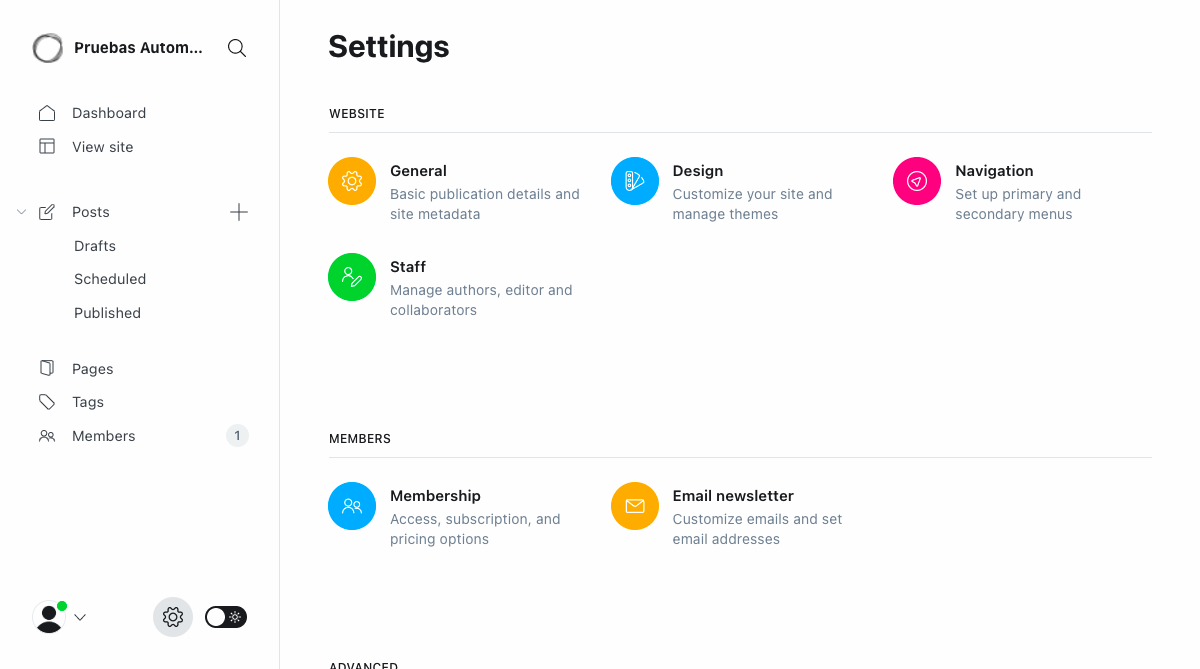 Pruebas Autom...
Dashboard
View site
Posts
Drafts
Scheduled
Published
Pages
Tags
Members
1
Settings
WEBSITE
General
Basic publication details and
site metadata
Design
Customize your site and
manage themes
Navigation
Set up primary and
secondary menus
Staff
Manage authors, editor and
collaborators
MEMBERS
Membership
Access, subscription, and
pricing options
Email newsletter
Customize emails and set
email addresses
ADVANCED